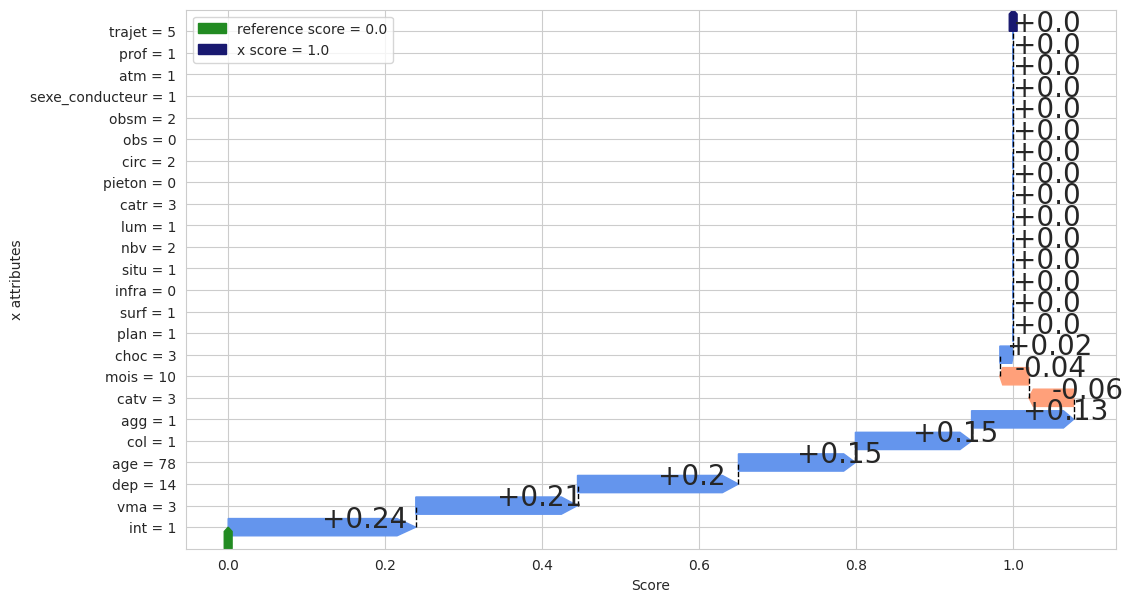 reference score = 0.0
x score = 1.0
x attributes
trajet = 5 +0.0
prof = 1 +0.0
atm = 1 +0.0
sexe_conducteur = 1 +0.0
obsm = 2 +0.0
obs = 0 +0.0
circ = 2 +0.0
pieton = 0 +0.0
catr = 3 +0.0
lum = 1 +0.0
nbv = 2 +0.0
situ = 1 +0.0
infra = 0 +0.0
surf = 1 +0.0
plan = 1 +0.0
choc = 3 +0.02
mois = 10 -0.04
catv = 3 -0.06
agg = 1 +0.13
col = 1 +0.15
age = 78 +0.15
dep = 14 +0.2
vma = 3 +0.21
int = 1 +0.24
0.0 0.2 0.4 0.6 0.8 1.0
Score